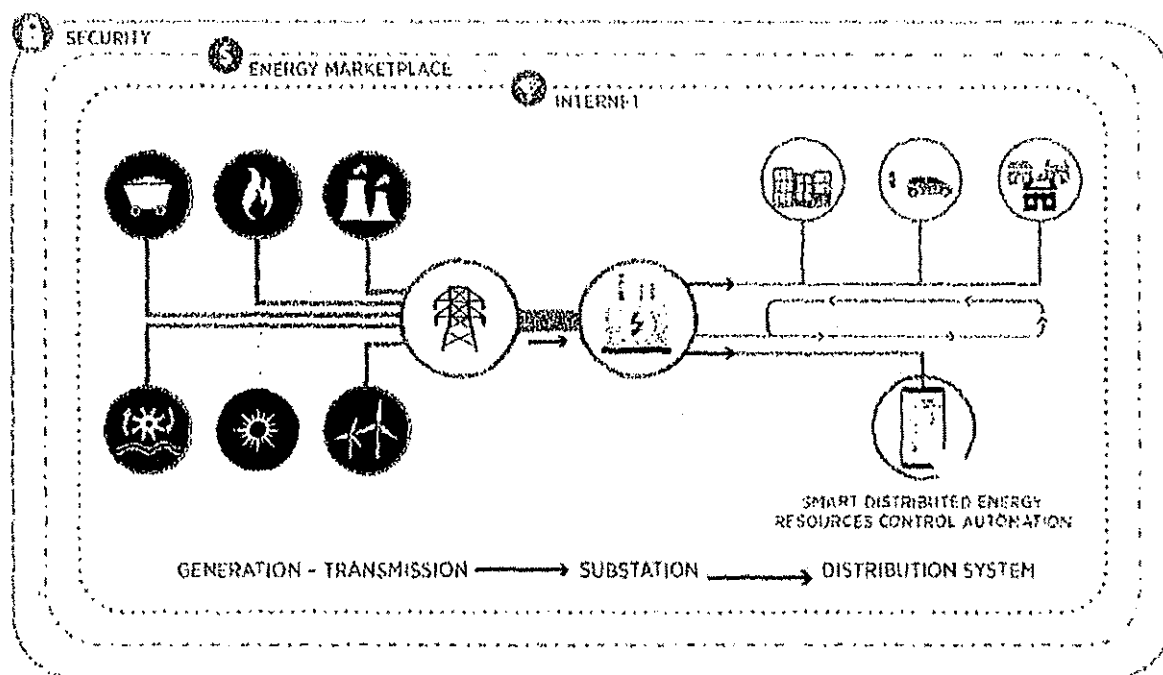 SECURITY
ENERGY MARKETPLACE
INTERNET
SMART DISTRIBUTED ENERGY
RESOURCES CONTROL AUTOMATION
GENERATION - TRANSMISSION
SUBSTATION
DISTRIBUTION SYSTEM